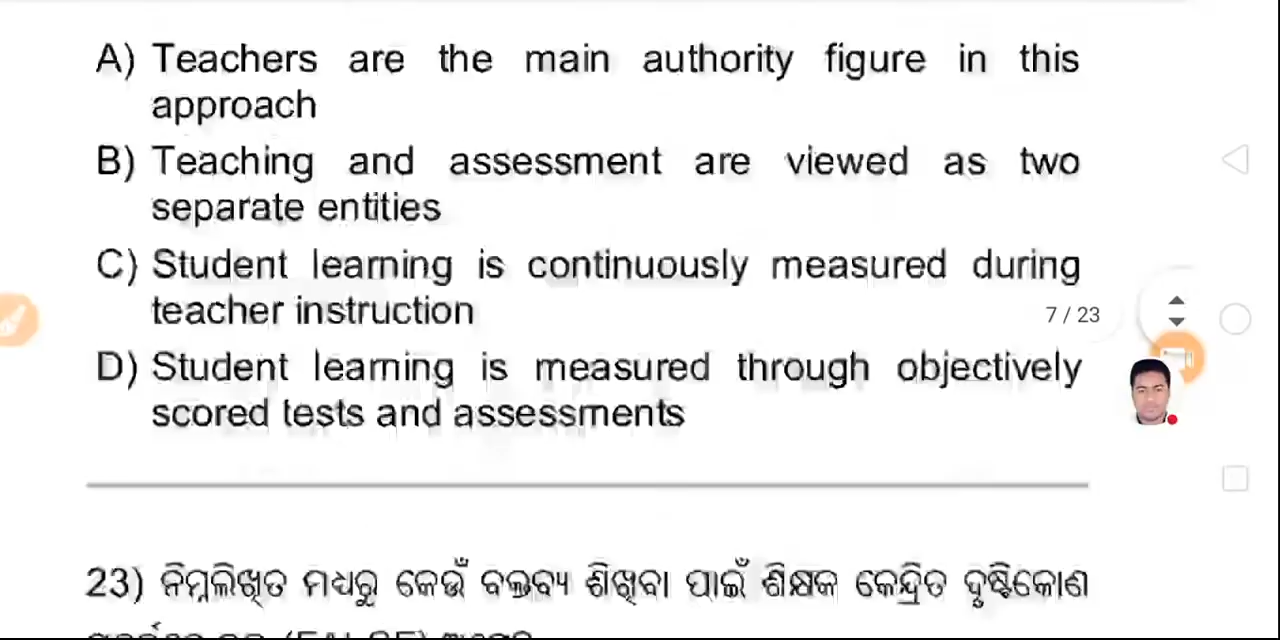 A) Teachers are the main authority figure in this
approach
B) Teaching and assessment are viewed as two
separate entities
C) Student learning is continuously measured during
teacher instruction
7 / 23
D) Student learning is measured through objectively
scored tests and assessments
23) ନିମ୍ନଲିଖିତ ମଧ୍ୟରୁ କେଉଁ ବକ୍ତବ୍ୟ ଶିଖିବା ପାଇଁ ଶିକ୍ଷକ କେନ୍ଦ୍ରିତ ଦୃଷ୍ଟିକୋଣ